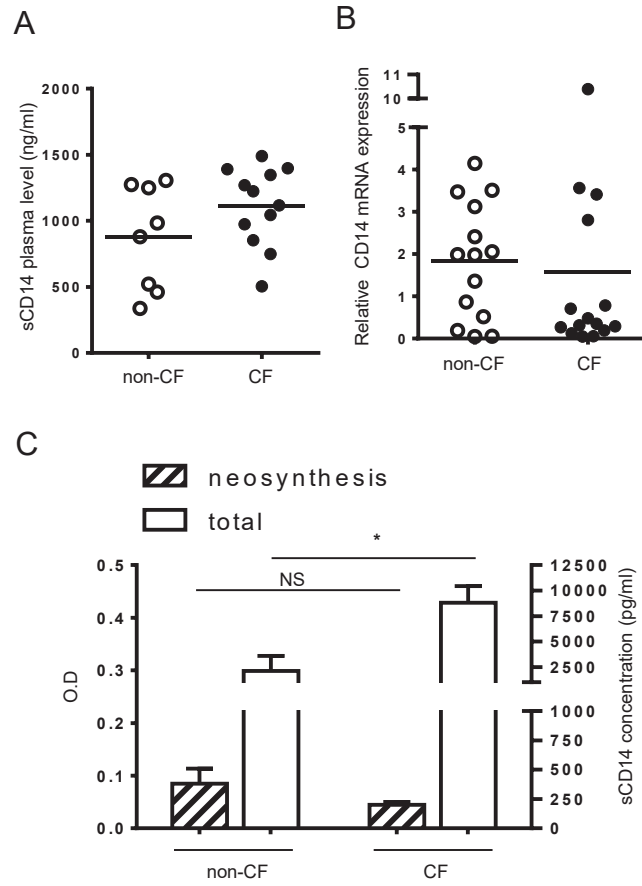 A
sCD14 plasma level (ng/ml)
2000
1500
1000
500
0
non-CF
CF
B
Relative CD14 mRNA expression
11
10
5
4
3
2
1
0
non-CF
CF
C
neosynthesis
total
*
NS
O.D
0.5
0.4
0.3
0.2
0.1
0.0
12500
10000
7500
5000
2500
1000
750
500
250
0
sCD14 concentration (pg/ml)
non-CF
CF